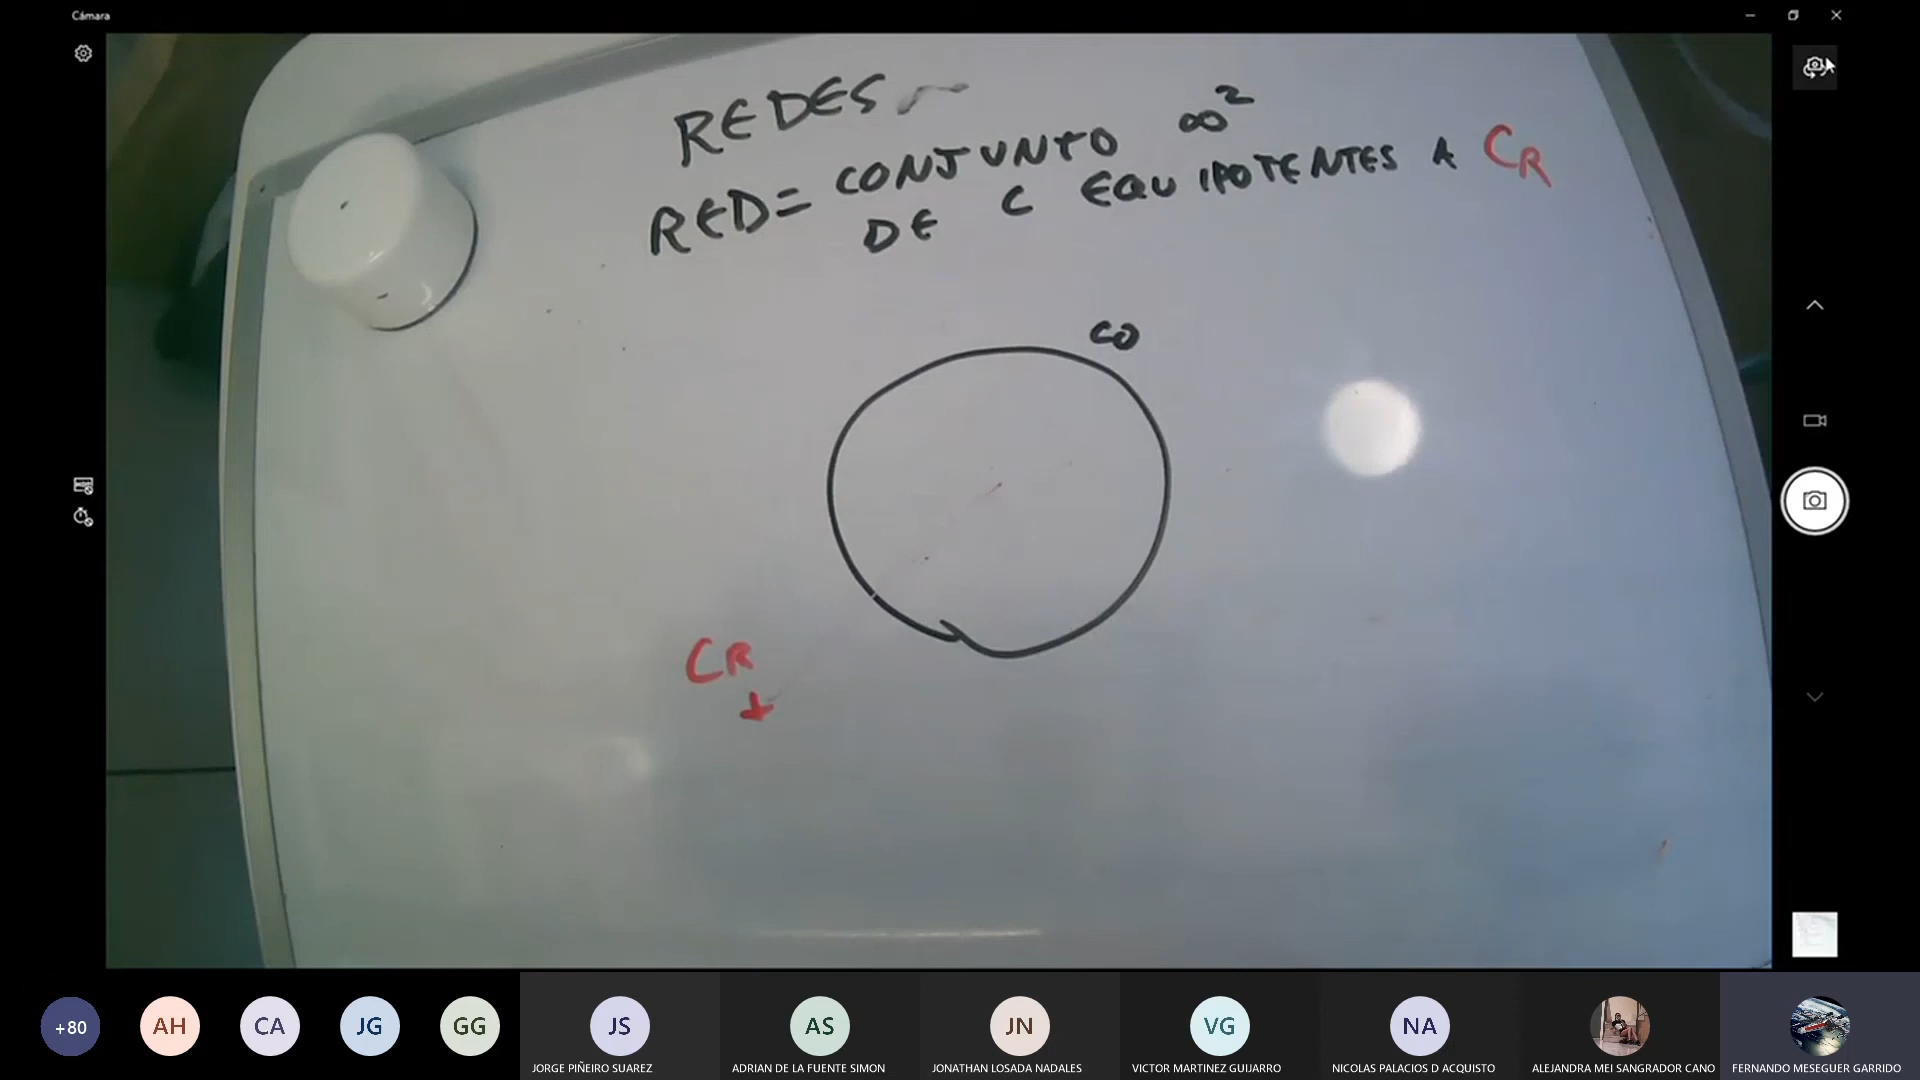 Cámara
REDES
RED = CONJUNTO ∞²
DE C EQUIPOTENTES A CR
CO
CR
+
+80
AH
CA
JG
GG
JS
AS
JN
VG
NA
JORGE PIÑEIRO SUAREZ
ADRIAN DE LA FUENTE SIMON
JONATHAN LOSADA NADALES
VICTOR MARTINEZ GUIJARRO
NICOLAS PALACIOS D ACQUISTO
ALEJANDRA MEI SANGRADOR CANO
FERNANDO MESEGUER GARRIDO